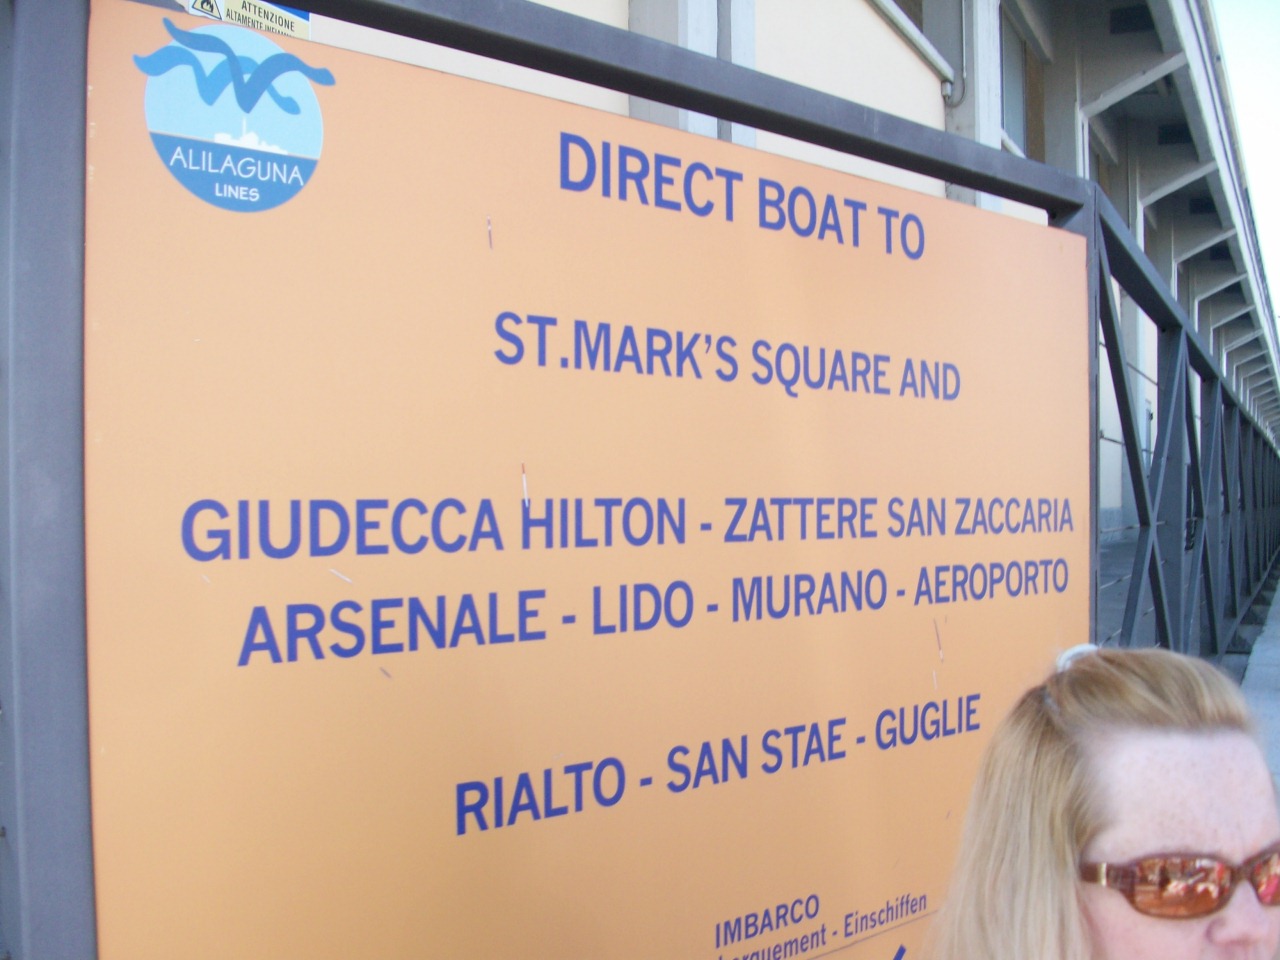 ATTENZIONE
ALILAGUNA
LINES
DIRECT BOAT TO
ST.MARK'S SQUARE AND
GIUDECCA HILTON - ZATTERE SAN ZACCARIA
ARSENALE - LIDO - MURANO - AEROPORTO
RIALTO - SAN STAE - GUGLIE
IMBARCO
- Einschiffen